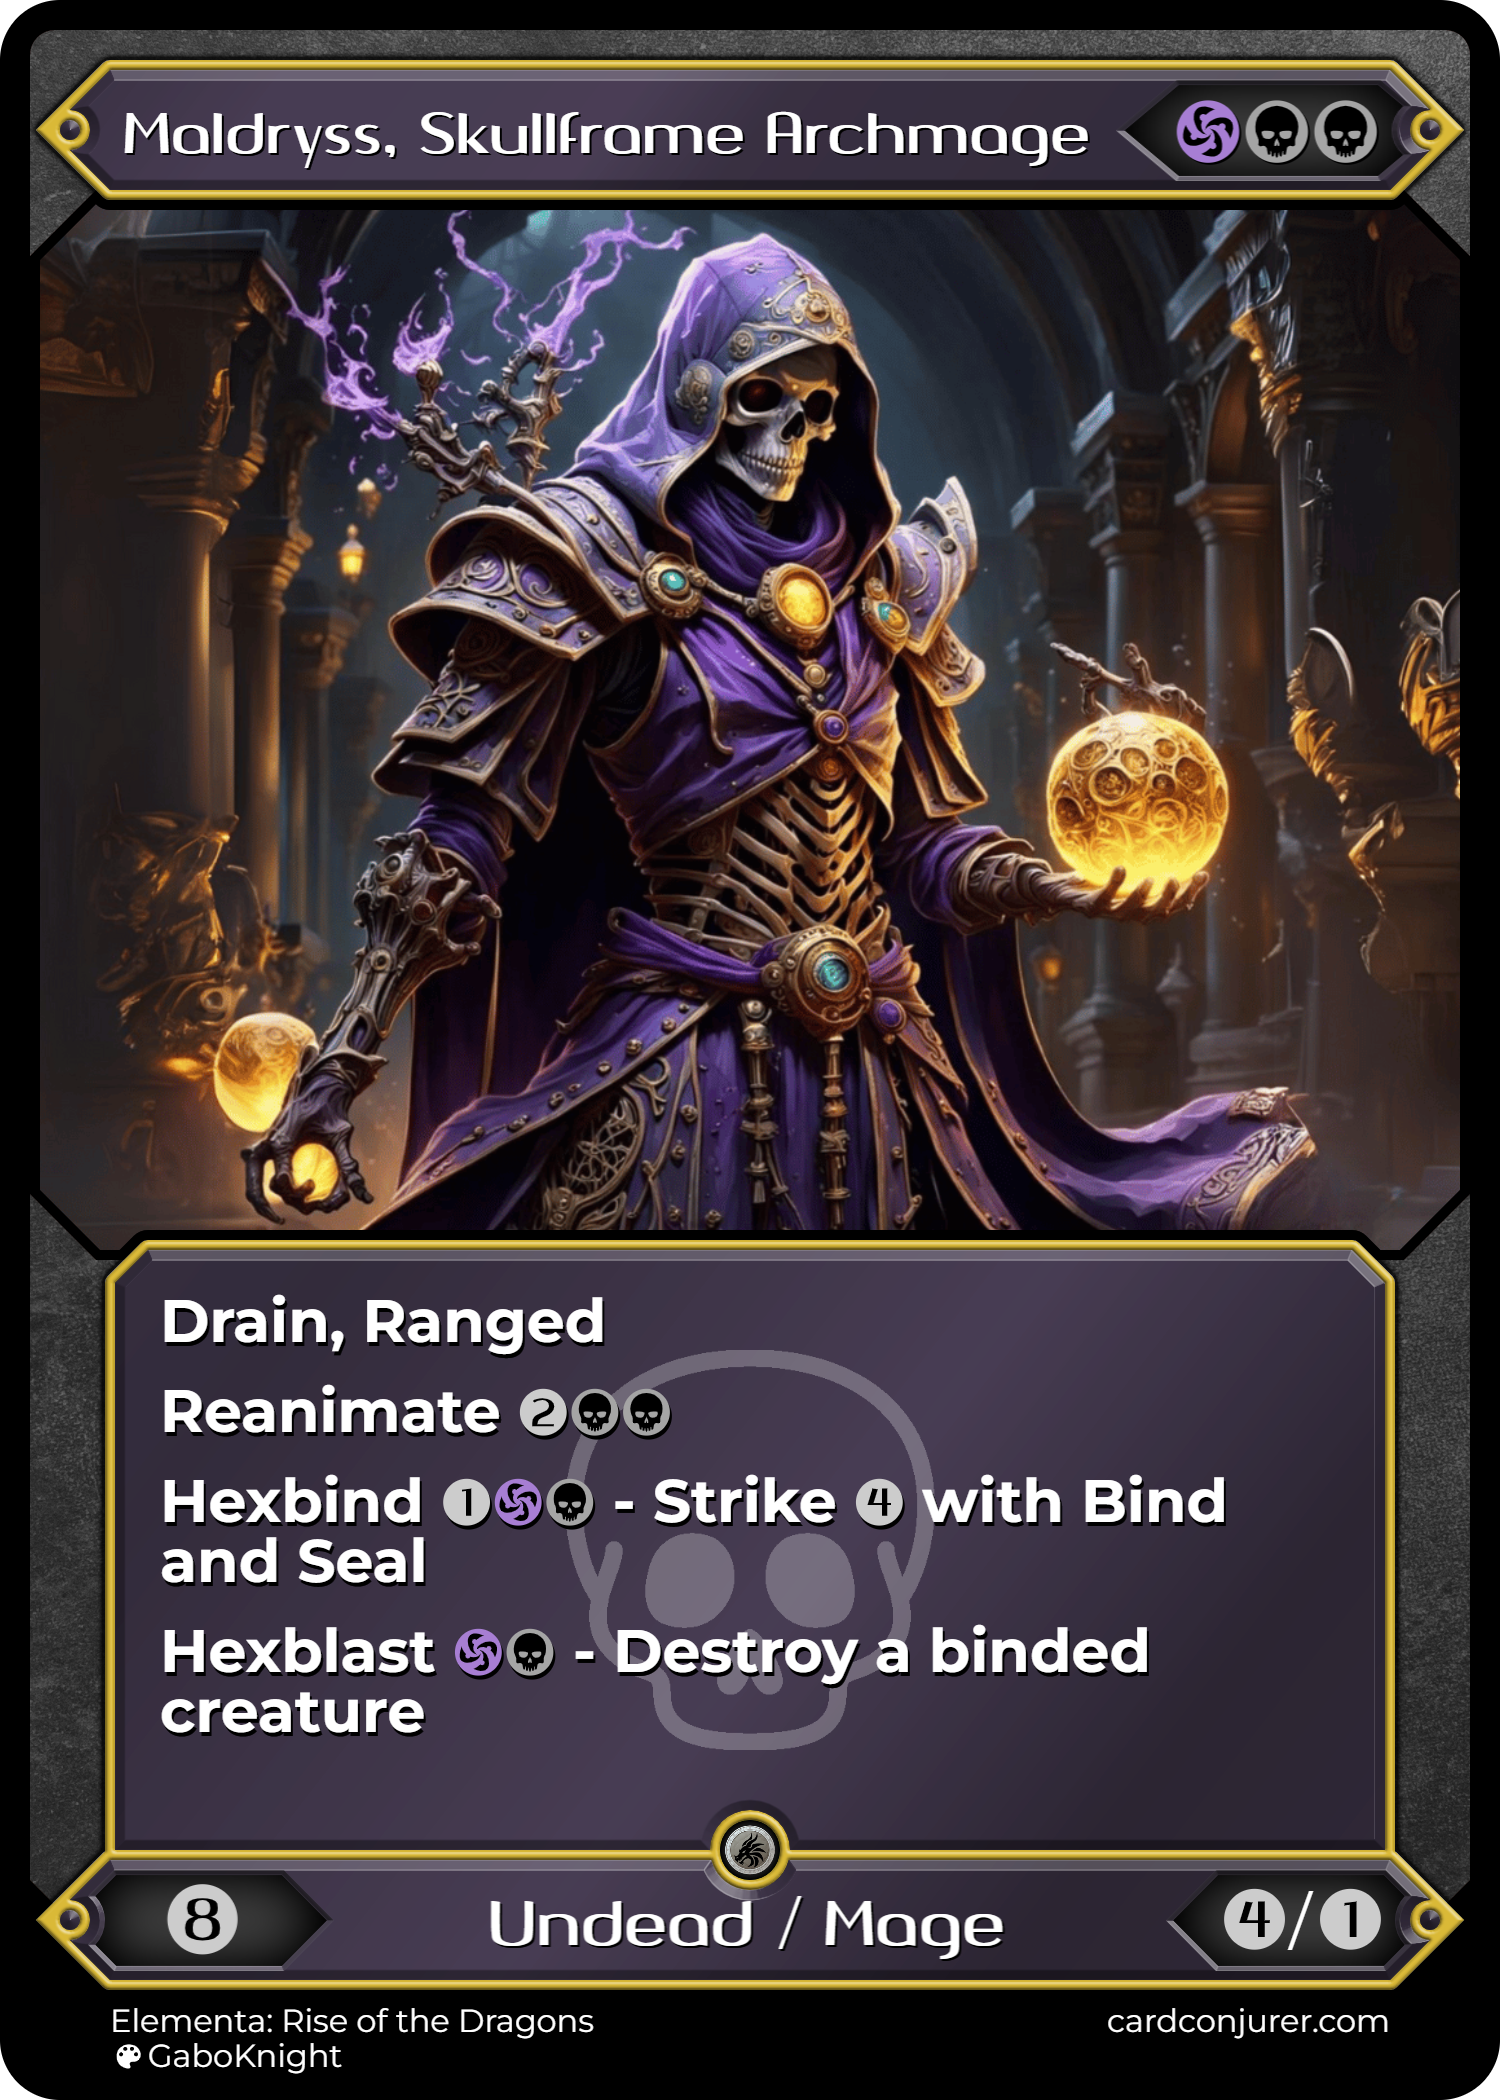 Maldryss, Skullframe Archmage
Drain, Ranged
Reanimate 2
Hexbind 1 - Strike 4 with Bind
and Seal
Hexblast - Destroy a binded
creature
8 Undead / Mage 4/1
Elementa: Rise of the Dragons cardconjurer.com
GaboKnight